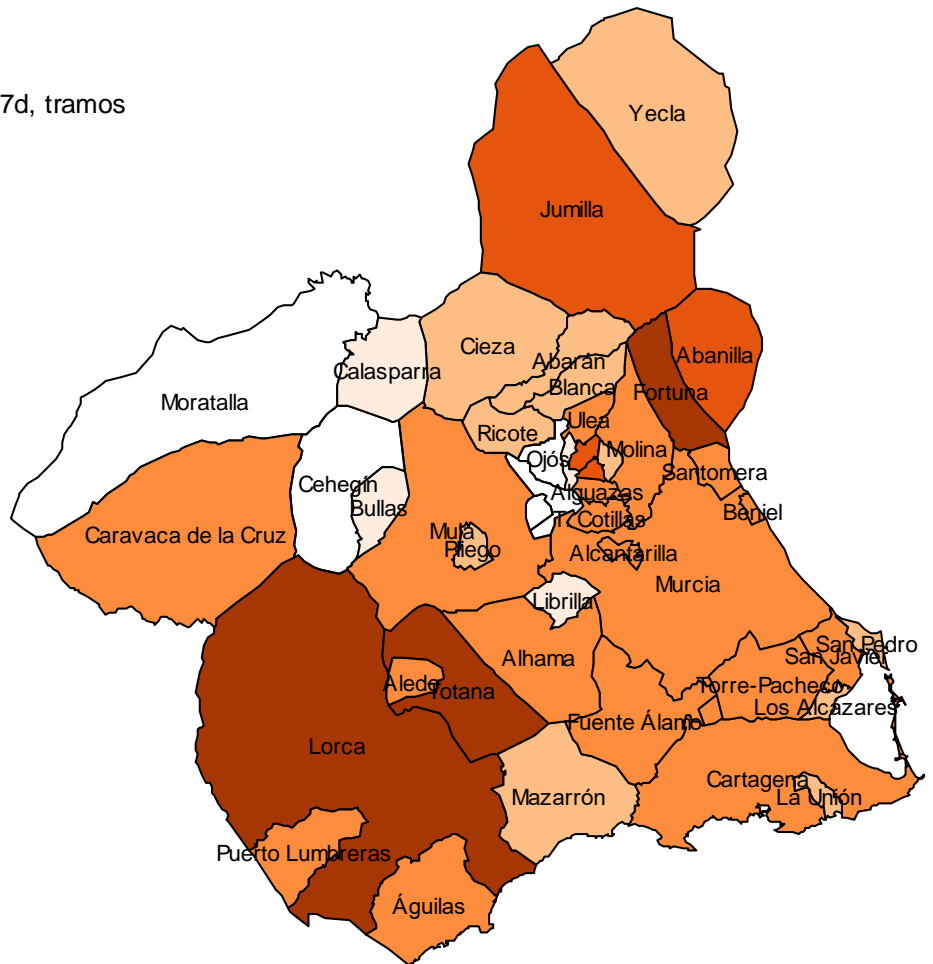 7d, tramos
Yecla
Jumilla
Cieza
Abarán
Abanilla
Calasparra
Blanca
Fortuna
Moratalla
Ulea
Ricote
Molina
Ojós
Santomera
Cehegín
Alguazas
Bullas
Beniel
T. Cotillas
Caravaca de la Cruz
Mula
Pliego
Alcantarilla
Murcia
Librilla
San Pedro
San Javier
Alhama
Aledo
Totana
Torre-Pacheco
Los Alcázares
Fuente Álamo
Lorca
Cartagena
La Unión
Mazarrón
Puerto Lumbreras
Águilas